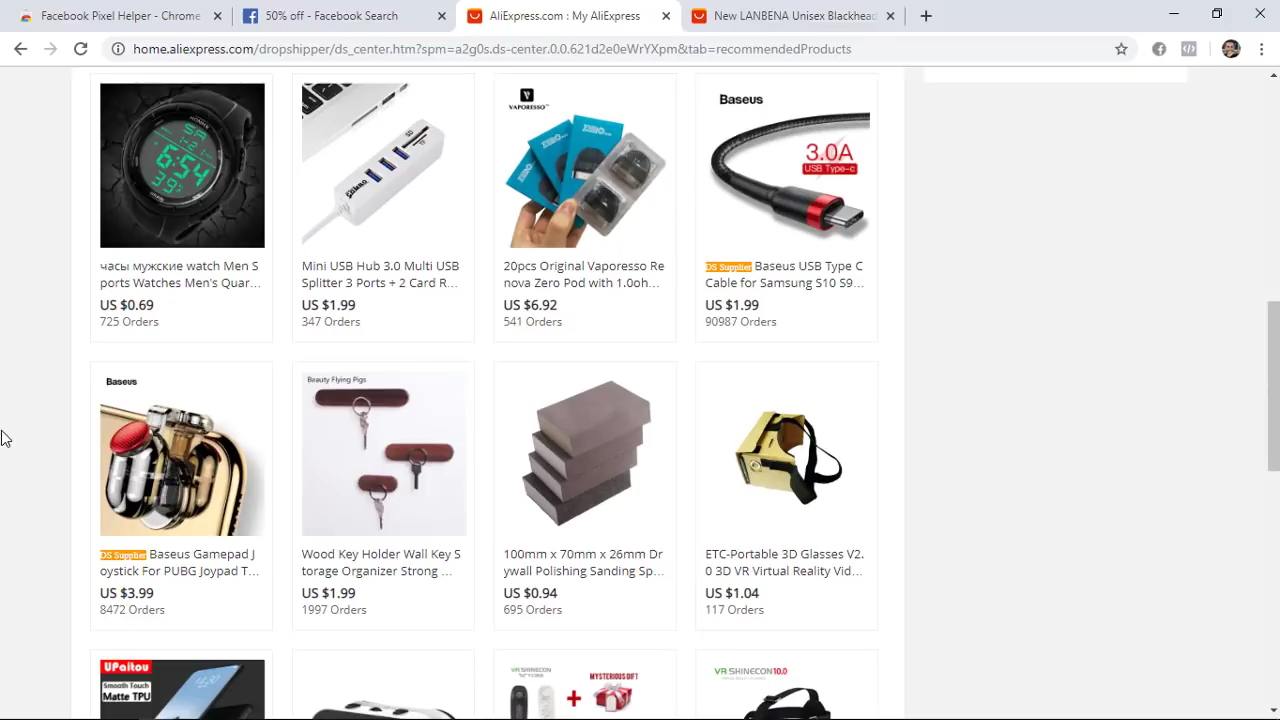 Facebook Pixel Helper - Chrome
50% off - Facebook Search
AliExpress.com : My AliExpress
New LANBENA Unisex Blackhead
home.aliexpress.com/dropshipper/ds_center.htm?spm=a2g0s.ds-center.0.0.621d2e0eWrYXpm&tab=recommendedProducts
VAPORESSO
Baseus
3.0A
USB Type-c
часы мужские watch Men S
ports Watches Men's Quar...
US $0.69
725 Orders
Mini USB Hub 3.0 Multi USB
Splitter 3 Ports + 2 Card R...
US $1.99
347 Orders
20pcs Original Vaporesso Re
nova Zero Pod with 1.0oh...
US $6.92
541 Orders
DS Supplier Baseus USB Type C
Cable for Samsung S10 S9...
US $1.99
90987 Orders
Baseus
Beauty Flying Pigs
DS Supplier Baseus Gamepad J
oystick For PUBG Joypad T...
US $3.99
8472 Orders
Wood Key Holder Wall Key S
torage Organizer Strong ...
US $1.99
1997 Orders
100mm x 70mm x 26mm Dr
ywall Polishing Sanding Sp...
US $0.94
695 Orders
ETC-Portable 3D Glasses V2.
0 3D VR Virtual Reality Vid...
US $1.04
117 Orders
UPaitou
Smooth Touch
Matte TPU
VR SHINECON
MYSTERIOUS GIFT
VR SHINECON10.0